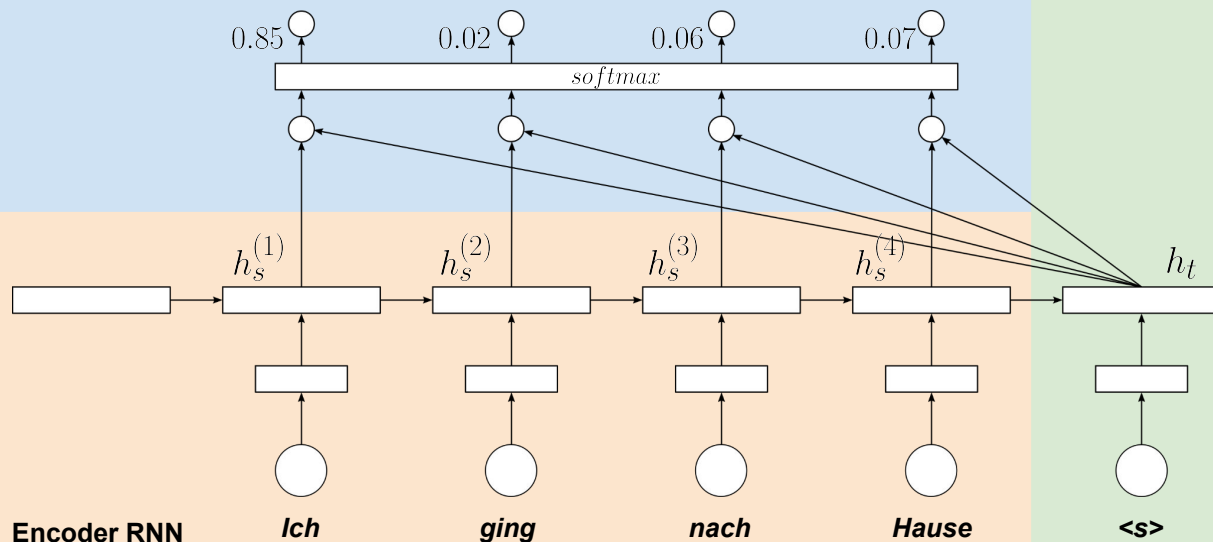 0.85 0.02 0.06 0.07
softmax
h_s^{(1)} h_s^{(2)} h_s^{(3)} h_s^{(4)} h_t
Encoder RNN Ich ging nach Hause <s>